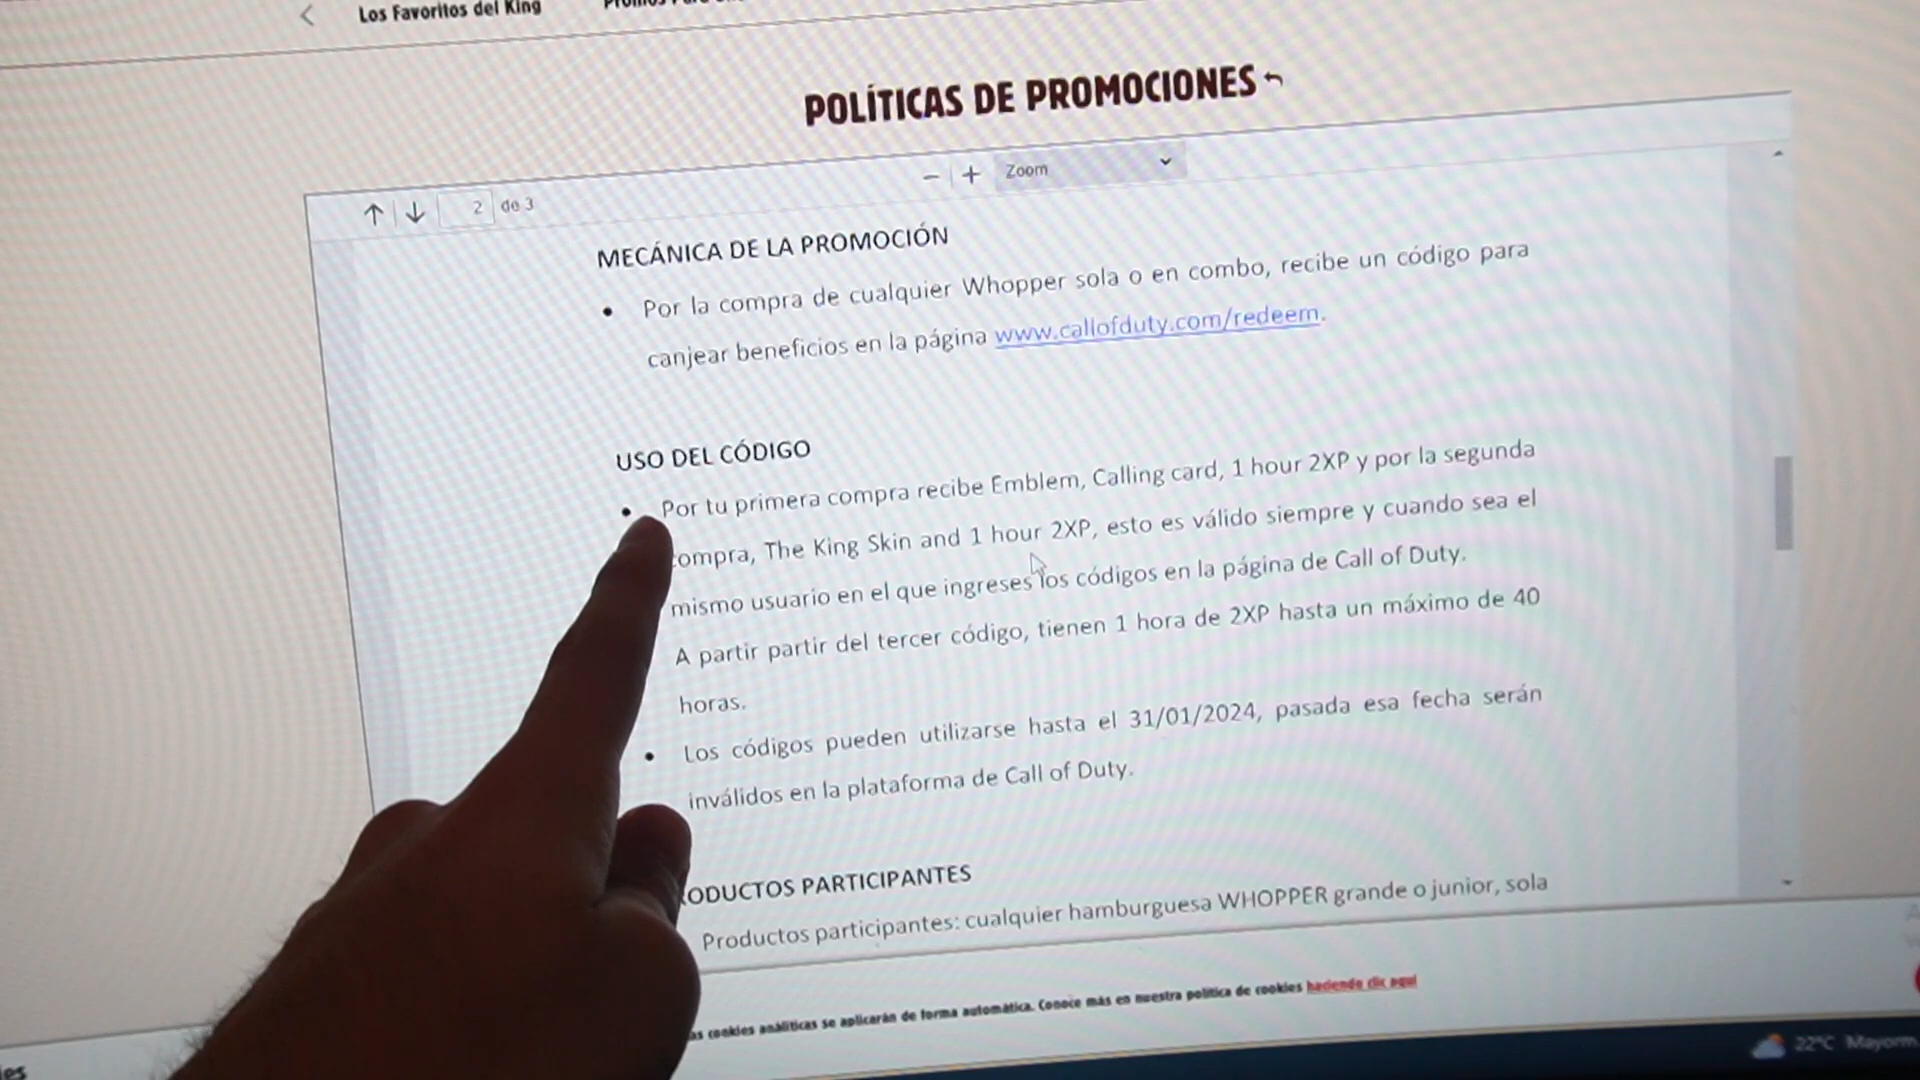 Los Favoritos del King
POLÍTICAS DE PROMOCIONES
Zoom
2 de 3
MECÁNICA DE LA PROMOCIÓN
• Por la compra de cualquier Whopper sola o en combo, recibe un código para
canjear beneficios en la página www.callofduty.com/redeem.
USO DEL CÓDIGO
• Por tu primera compra recibe Emblem, Calling card, 1 hour 2XP y por la segunda
compra, The King Skin and 1 hour 2XP, esto es válido siempre y cuando sea el
mismo usuario en el que ingreses los códigos en la página de Call of Duty.
A partir partir del tercer código, tienen 1 hora de 2XP hasta un máximo de 40
horas.
• Los códigos pueden utilizarse hasta el 31/01/2024, pasada esa fecha serán
inválidos en la plataforma de Call of Duty.
RODUCTOS PARTICIPANTES
Productos participantes: cualquier hamburguesa WHOPPER grande o junior, sola
as cookies análiticas se aplicarán de forma automática. Conoce más en nuestra política de cookies haciendo clic aquí
22°C Mayorm